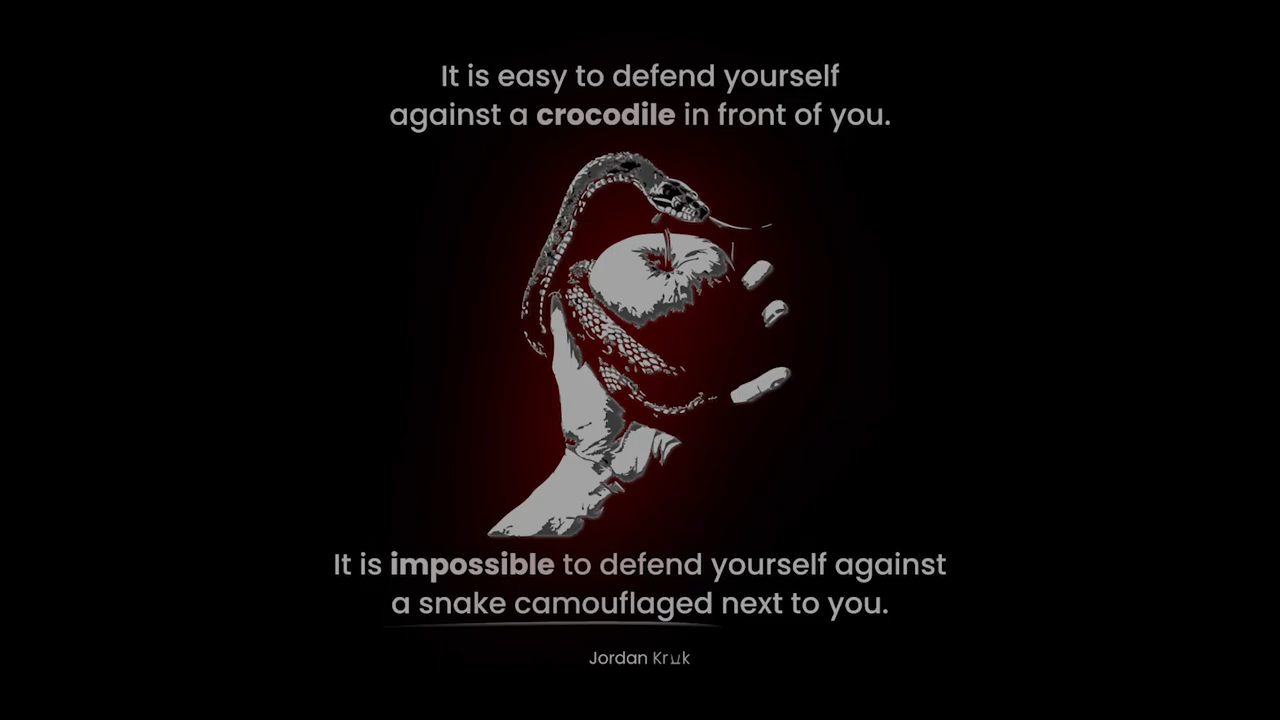 It is easy to defend yourself
against a crocodile in front of you.
It is impossible to defend yourself against
a snake camouflaged next to you.
Jordan Kruk